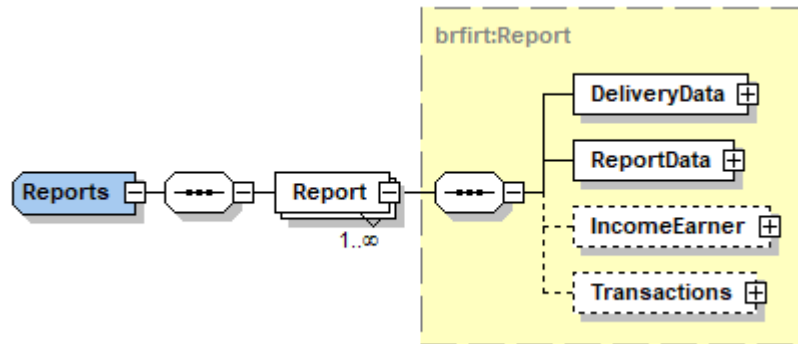 brfirt:Report
DeliveryData
ReportData
Reports
Report
1..∞
IncomeEarner
Transactions